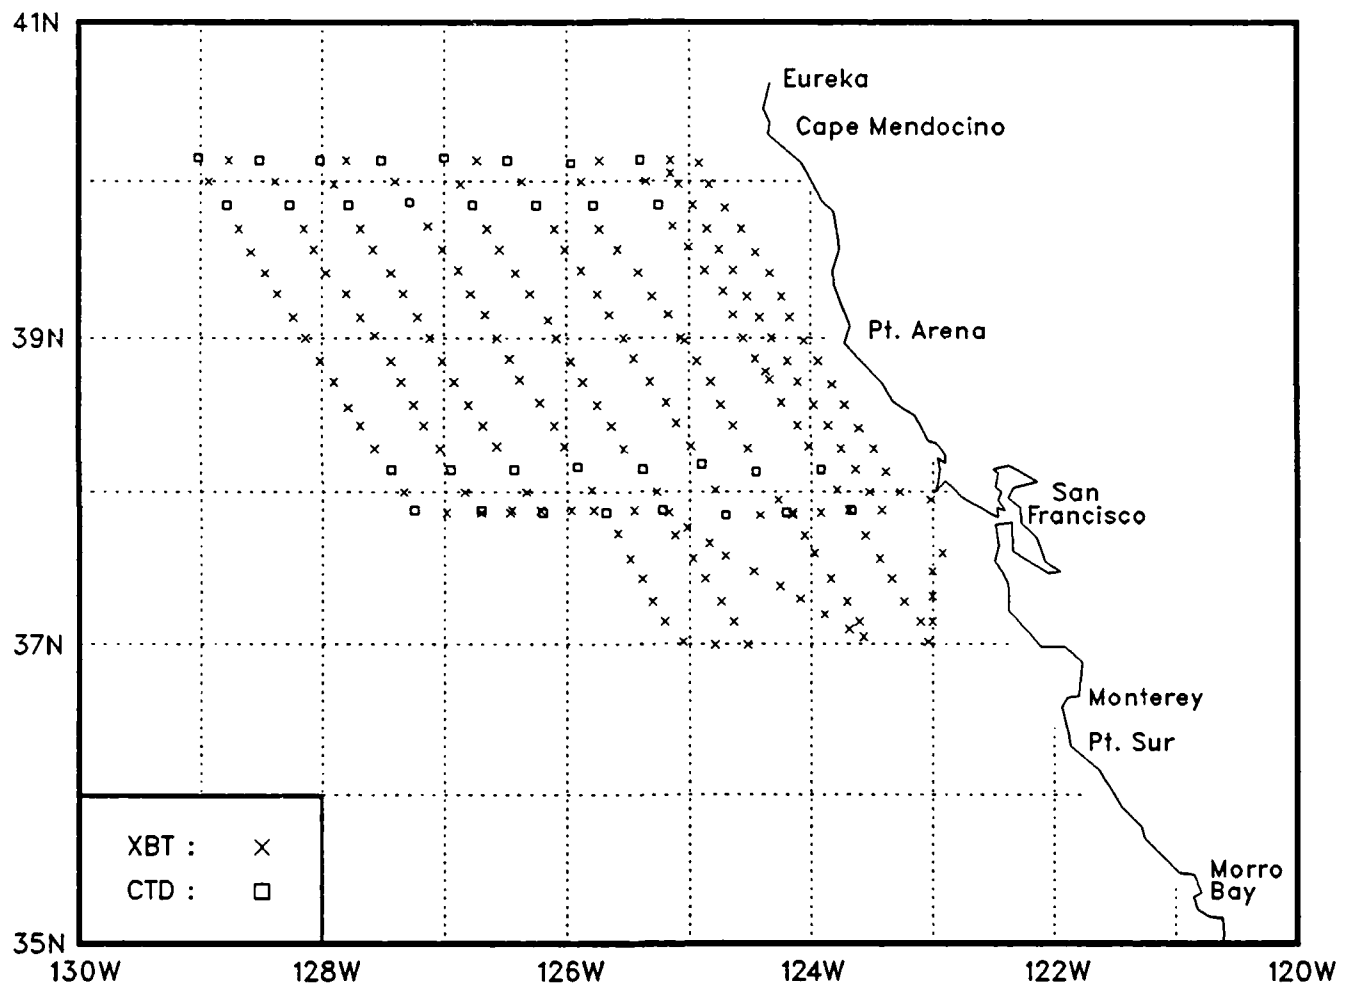 41N
Eureka
Cape Mendocino
39N
Pt. Arena
San
Francisco
37N
Monterey
Pt. Sur
XBT :
CTD :
Morro
Bay
35N
130W 128W 126W 124W 122W 120W